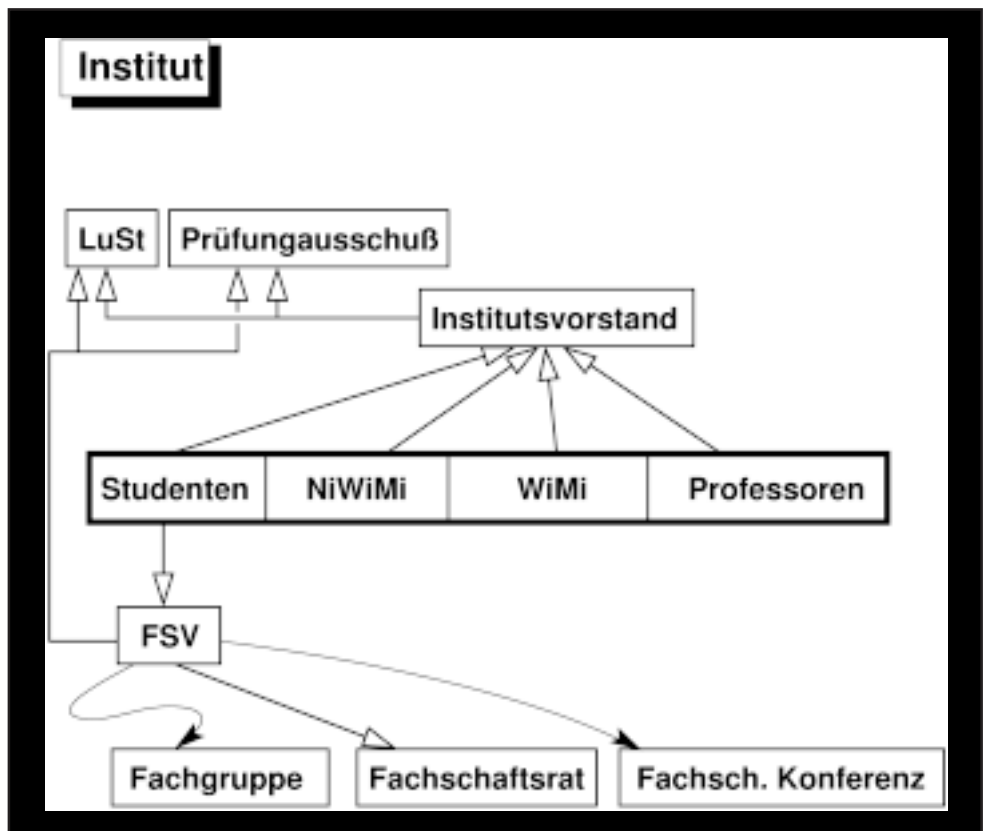 Institut
LuSt
Prüfungausschuß
Institutsvorstand
Studenten
NiWiMi
WiMi
Professoren
FSV
Fachgruppe
Fachschaftsrat
Fachsch. Konferenz